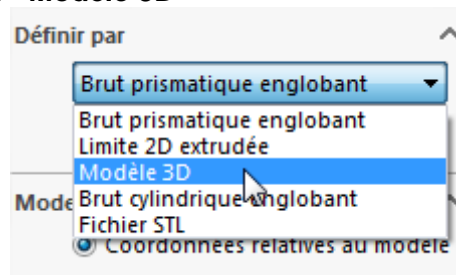 Définir par
Brut prismatique englobant
Brut prismatique englobant
Limite 2D extrudée
Modèle 3D
Brut cylindrique englobant
Fichier STL
Coordonnées relatives au modèle